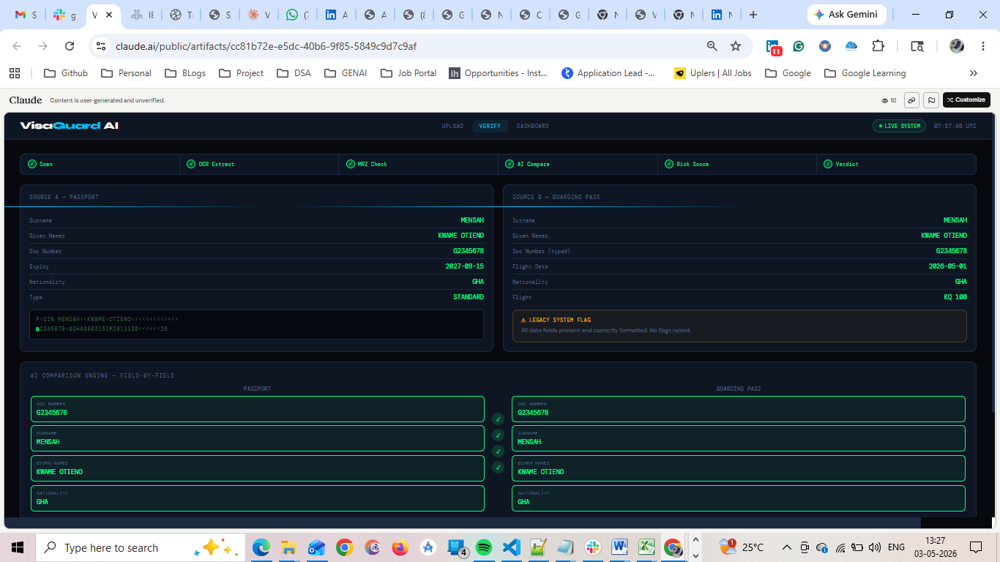 M S
g
V
IE
Ti
S
V
(7
A
A
(8
G
N
C
G
N
V
N
N
Ask Gemini
claude.ai/public/artifacts/cc81b72e-e5dc-40b6-9f85-5849c9d7c9af
11
Github
Personal
BLogs
Project
DSA
GENAI
Job Portal
ih Opportunities - Inst...
Application Lead -...
Uplers | All Jobs
Google
Google Learning
Claude Content is user-generated and unverified.
10
Customize
VisaGuard AI
UPLOAD VERIFY DASHBOARD
LIVE SYSTEM 07:57:45 UTC
Scan
OCR Extract
MRZ Check
AI Compare
Risk Score
Verdict
SOURCE A — PASSPORT
Surname MENSAH
Given Names KWAME OTIENO
Doc Number G2345678
Expiry 2027-09-15
Nationality GHA
Type STANDARD
P<GIN MENSAH<<KWAME<OTIENO<<<<<<<<<<<<<
SOURCE B — BOARDING PASS
Surname MENSAH
Given Names KWAME OTIENO
Doc Number (typed) G2345678
Flight Date 2026-05-01
Nationality GHA
Flight KQ 100
⚠ LEGACY SYSTEM FLAG
All data fields present and correctly formatted. No flags raised.
AI COMPARISON ENGINE — FIELD-BY-FIELD
PASSPORT
BOARDING PASS
DOC NUMBER
G2345678
DOC NUMBER
G2345678
SURNAME
MENSAH
SURNAME
MENSAH
GIVEN NAMES
KWAME OTIENO
GIVEN NAMES
KWAME OTIENO
NATIONALITY
GHA
NATIONALITY
GHA
Type here to search
4
1
25°C
ENG
13:27
03-05-2026